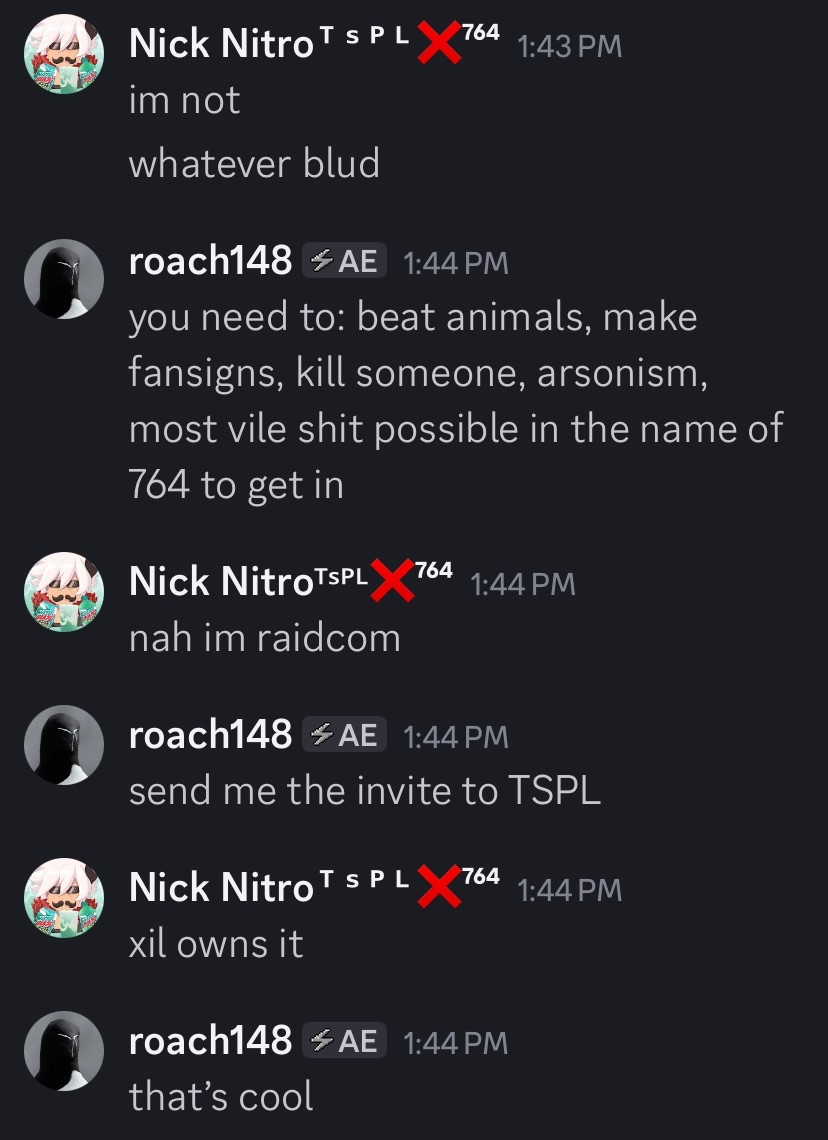 Nick Nitro ᵀ ˢ ᴾ ᴸ ❌ ⁷⁶⁴ 1:43 PM
im not
whatever blud
roach148 ⚡ AE 1:44 PM
you need to: beat animals, make
fansigns, kill someone, arsonism,
most vile shit possible in the name of
764 to get in
Nick Nitro ᵀˢᴾᴸ ❌ ⁷⁶⁴ 1:44 PM
nah im raidcom
roach148 ⚡ AE 1:44 PM
send me the invite to TSPL
Nick Nitro ᵀ ˢ ᴾ ᴸ ❌ ⁷⁶⁴ 1:44 PM
xil owns it
roach148 ⚡ AE 1:44 PM
that’s cool